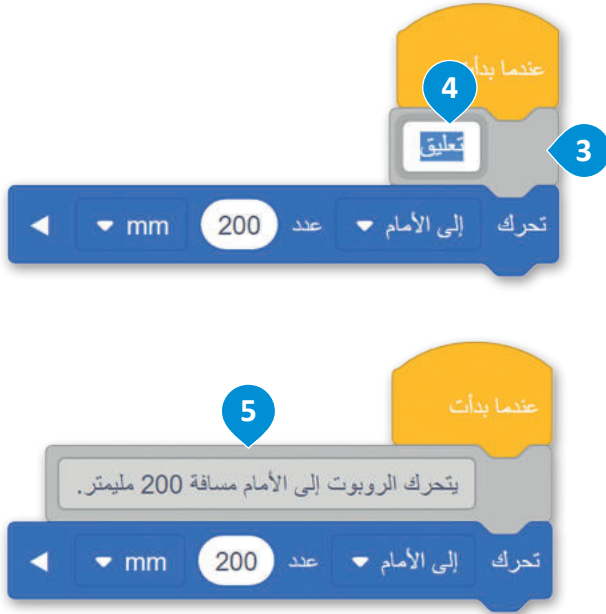 عندما بدأت
4
تعليق
3
تحرك إلى الأمام عدد 200 mm
5
عندما بدأت
يتحرك الروبوت إلى الأمام مسافة 200 مليمتر.
تحرك إلى الأمام عدد 200 mm